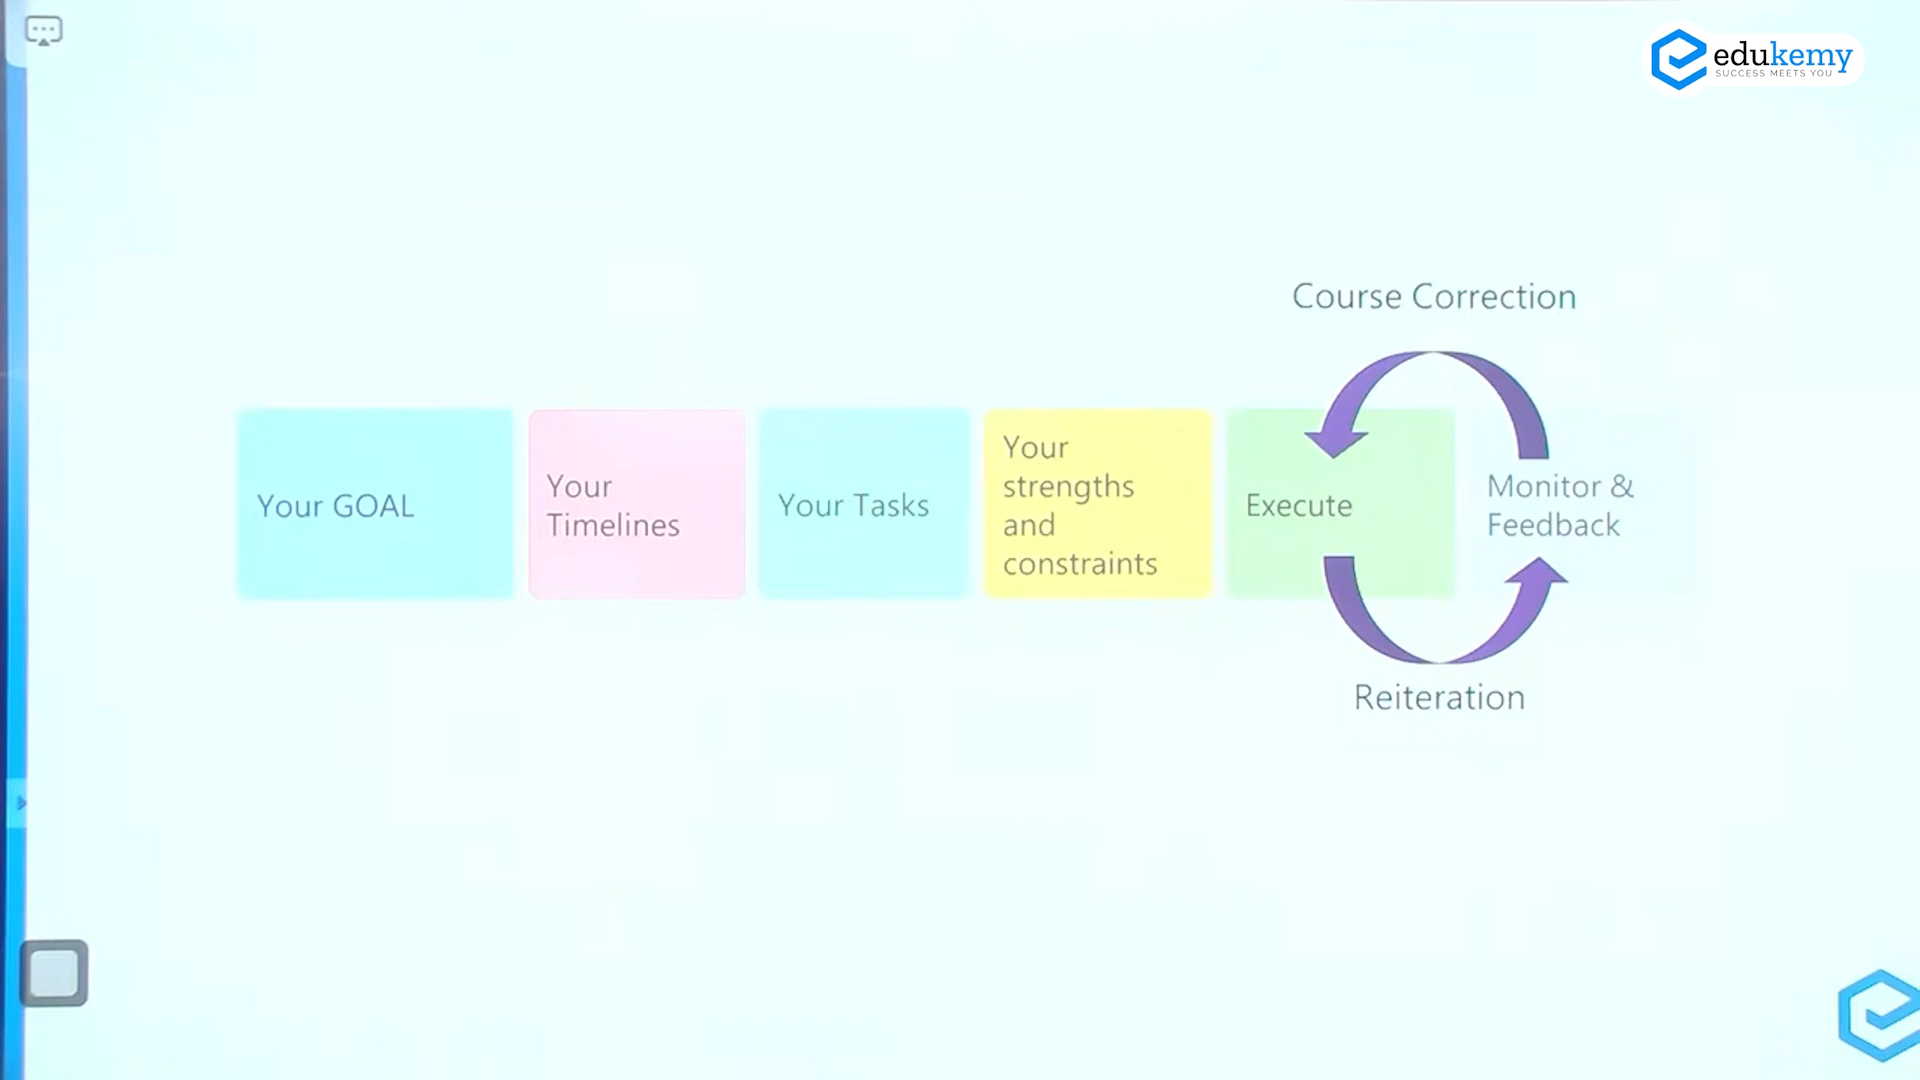 edukemy
SUCCESS MEETS YOU
Course Correction
Your GOAL
Your
Timelines
Your Tasks
Your
strengths
and
constraints
Execute
Monitor &
Feedback
Reiteration